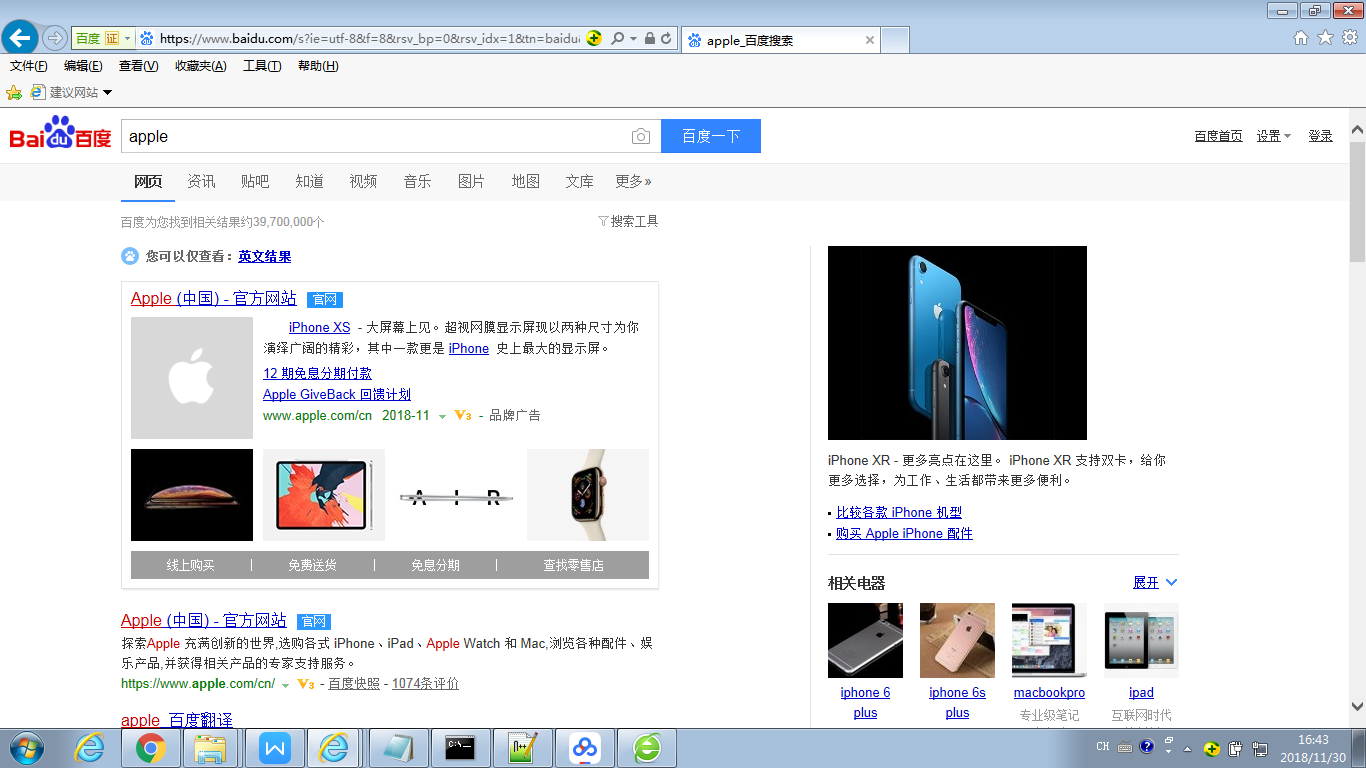 百度 证 https://www.baidu.com/s?ie=utf-8&f=8&rsv_bp=0&rsv_idx=1&tn=baidu
apple_百度搜索
文件(F) 编辑(E) 查看(V) 收藏夹(A) 工具(T) 帮助(H)
建议网站
Bai du 百度
apple
百度一下
百度首页 设置 登录
网页 资讯 贴吧 知道 视频 音乐 图片 地图 文库 更多»
百度为您找到相关结果约39,700,000个
搜索工具
您可以仅查看：英文结果
Apple (中国) - 官方网站 官网
iPhone XS - 大屏幕上见。超视网膜显示屏现以两种尺寸为你
演绎广阔的精彩，其中一款更是 iPhone 史上最大的显示屏。
12 期免息分期付款
Apple GiveBack 回馈计划
www.apple.com/cn 2018-11 V3 - 品牌广告
A I R
线上购买 | 免费送货 | 免息分期 | 查找零售店
Apple (中国) - 官方网站 官网
探索Apple 充满创新的世界,选购各式 iPhone、iPad、Apple Watch 和 Mac,浏览各种配件、娱
乐产品,并获得相关产品的专家支持服务。
https://www.apple.com/cn/ V3 - 百度快照 - 1074条评价
apple_百度翻译
iPhone XR - 更多亮点在这里。 iPhone XR 支持双卡，给你
更多选择，为工作、生活都带来更多便利。
比较各款 iPhone 机型
购买 Apple iPhone 配件
相关电器 展开
iphone 6
plus
iphone 6s
plus
macbookpro
专业级笔记
ipad
互联网时代
CH
16:43
2018/11/30